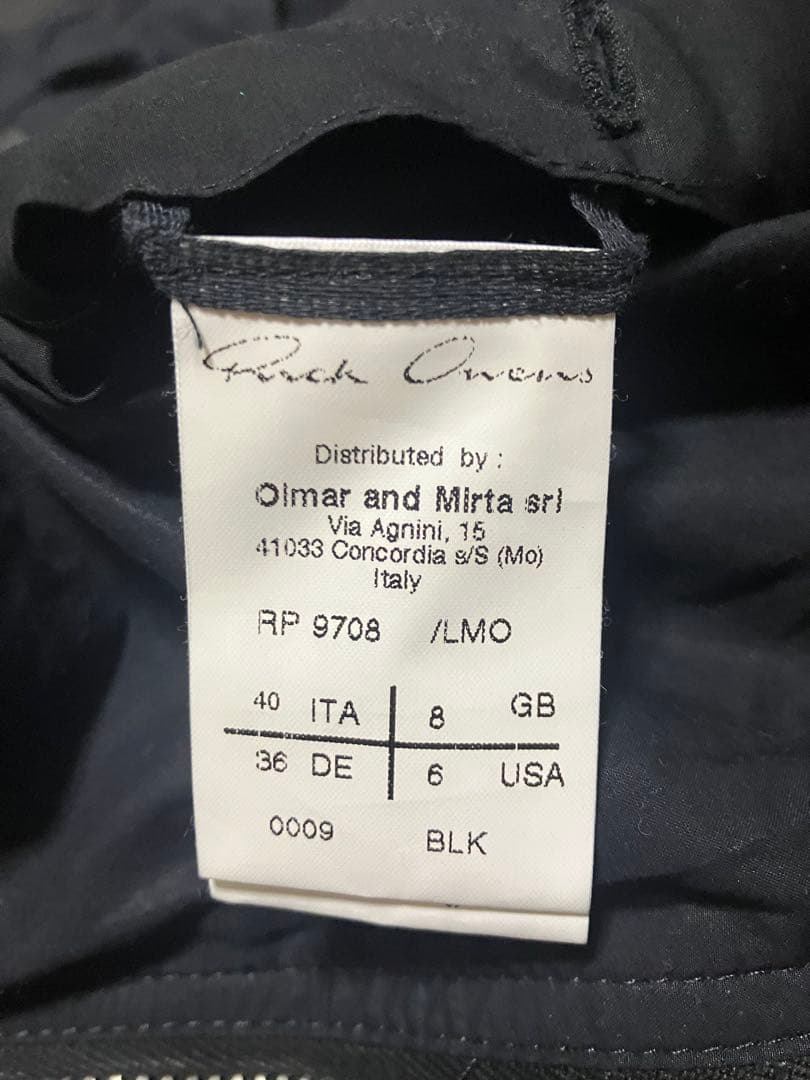 Rick Owens
Distributed by :
Olmar and Mirta srl
Via Agnini, 15
41033 Concordia s/S (Mo)
Italy
RP 9708 /LMO
40 ITA 8 GB
36 DE 6 USA
0009 BLK